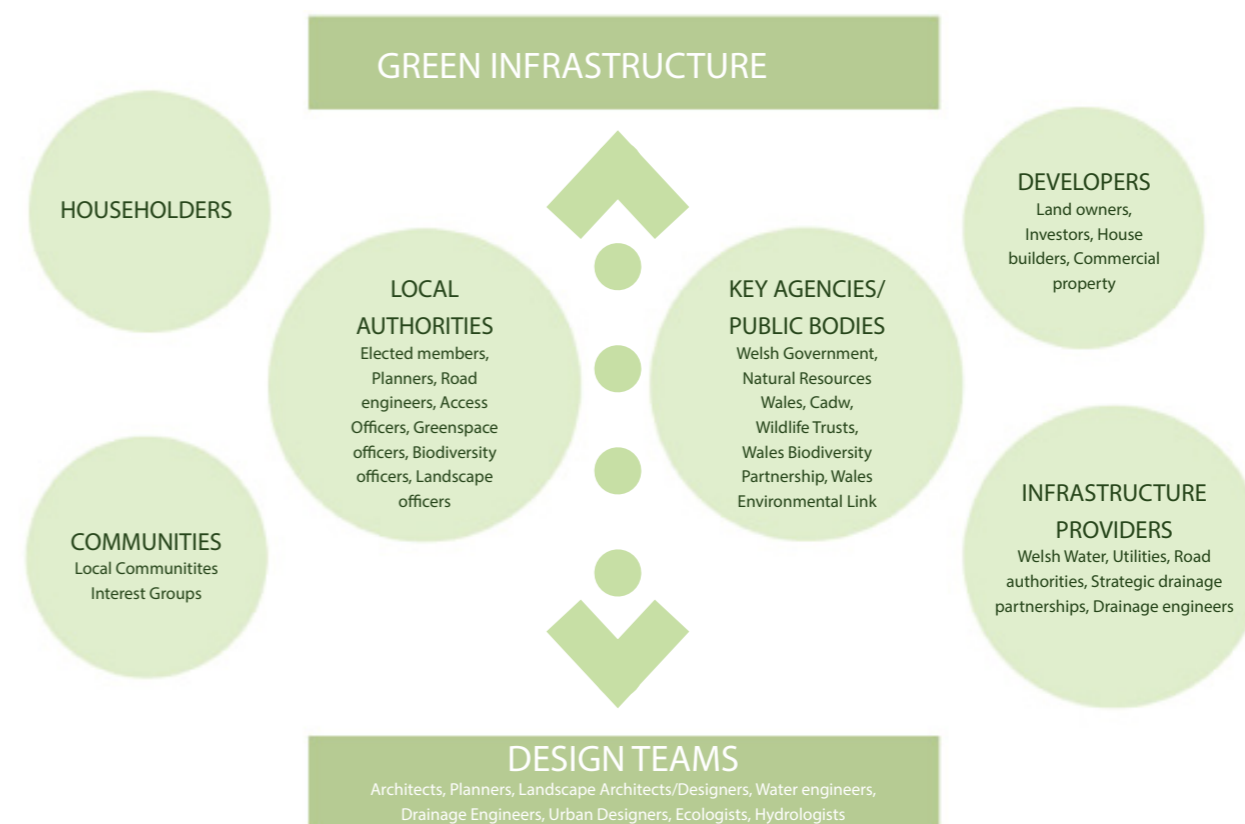 GREEN INFRASTRUCTURE
HOUSEHOLDERS
COMMUNITIES
Local Communitites
Interest Groups
LOCAL
AUTHORITIES
Elected members,
Planners, Road
engineers, Access
Officers, Greenspace
officers, Biodiversity
officers, Landscape
officers
KEY AGENCIES/
PUBLIC BODIES
Welsh Government,
Natural Resources
Wales, Cadw,
Wildlife Trusts,
Wales Biodiversity
Partnership, Wales
Environmental Link
DEVELOPERS
Land owners,
Investors, House
builders, Commercial
property
INFRASTRUCTURE
PROVIDERS
Welsh Water, Utilities, Road
authorities, Strategic drainage
partnerships, Drainage engineers
DESIGN TEAMS
Architects, Planners, Landscape Architects/Designers, Water engineers,
Drainage Engineers, Urban Designers, Ecologists, Hydrologists